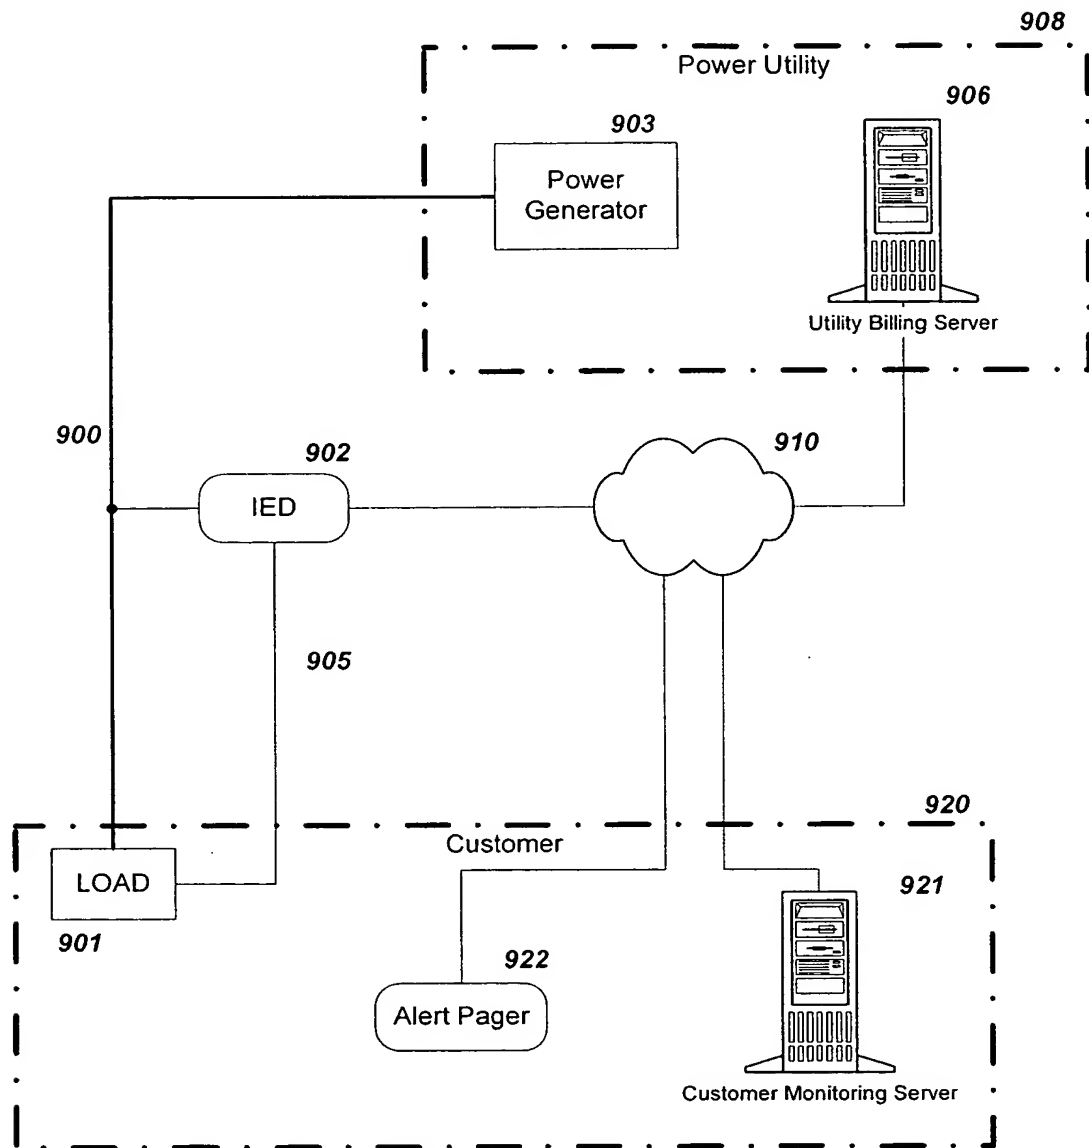 908
Power Utility
906
903
Power
Generator
Utility Billing Server
900
902
910
IED
905
920
Customer
LOAD
921
901
922
Alert Pager
Customer Monitoring Server